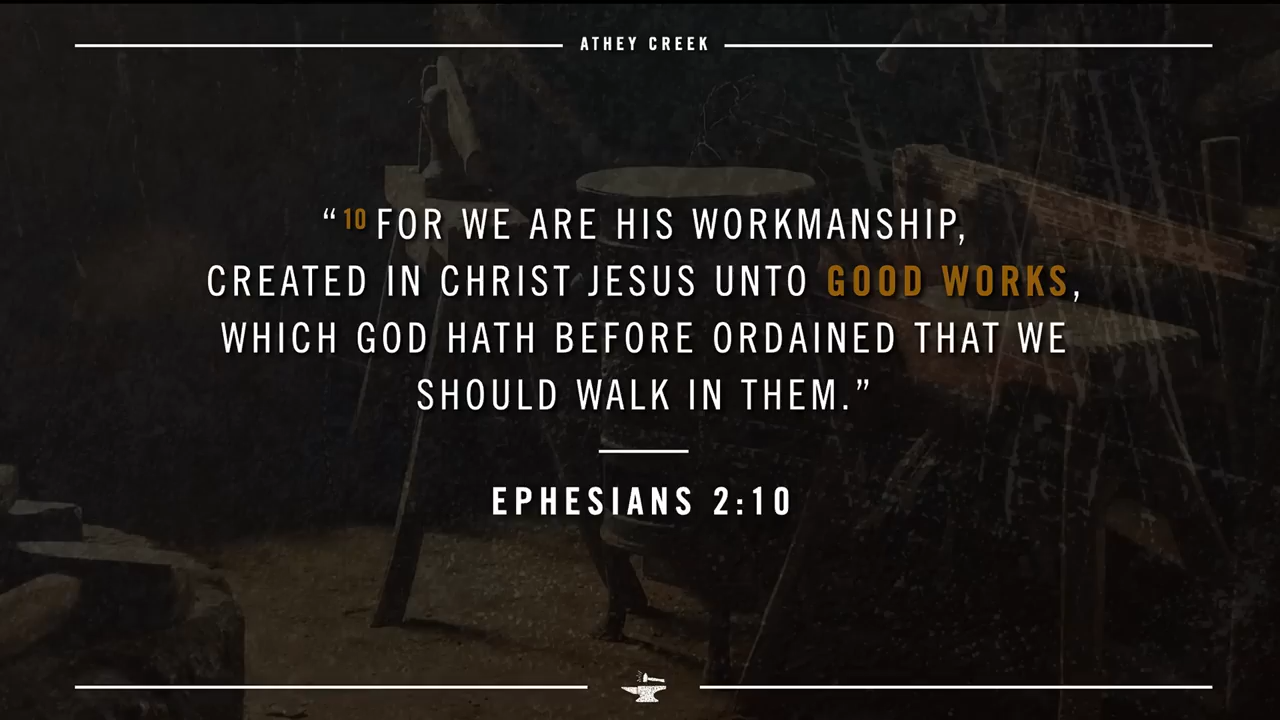 ATHEY CREEK
“10 FOR WE ARE HIS WORKMANSHIP,
CREATED IN CHRIST JESUS UNTO GOOD WORKS,
WHICH GOD HATH BEFORE ORDAINED THAT WE
SHOULD WALK IN THEM.”
EPHESIANS 2:10